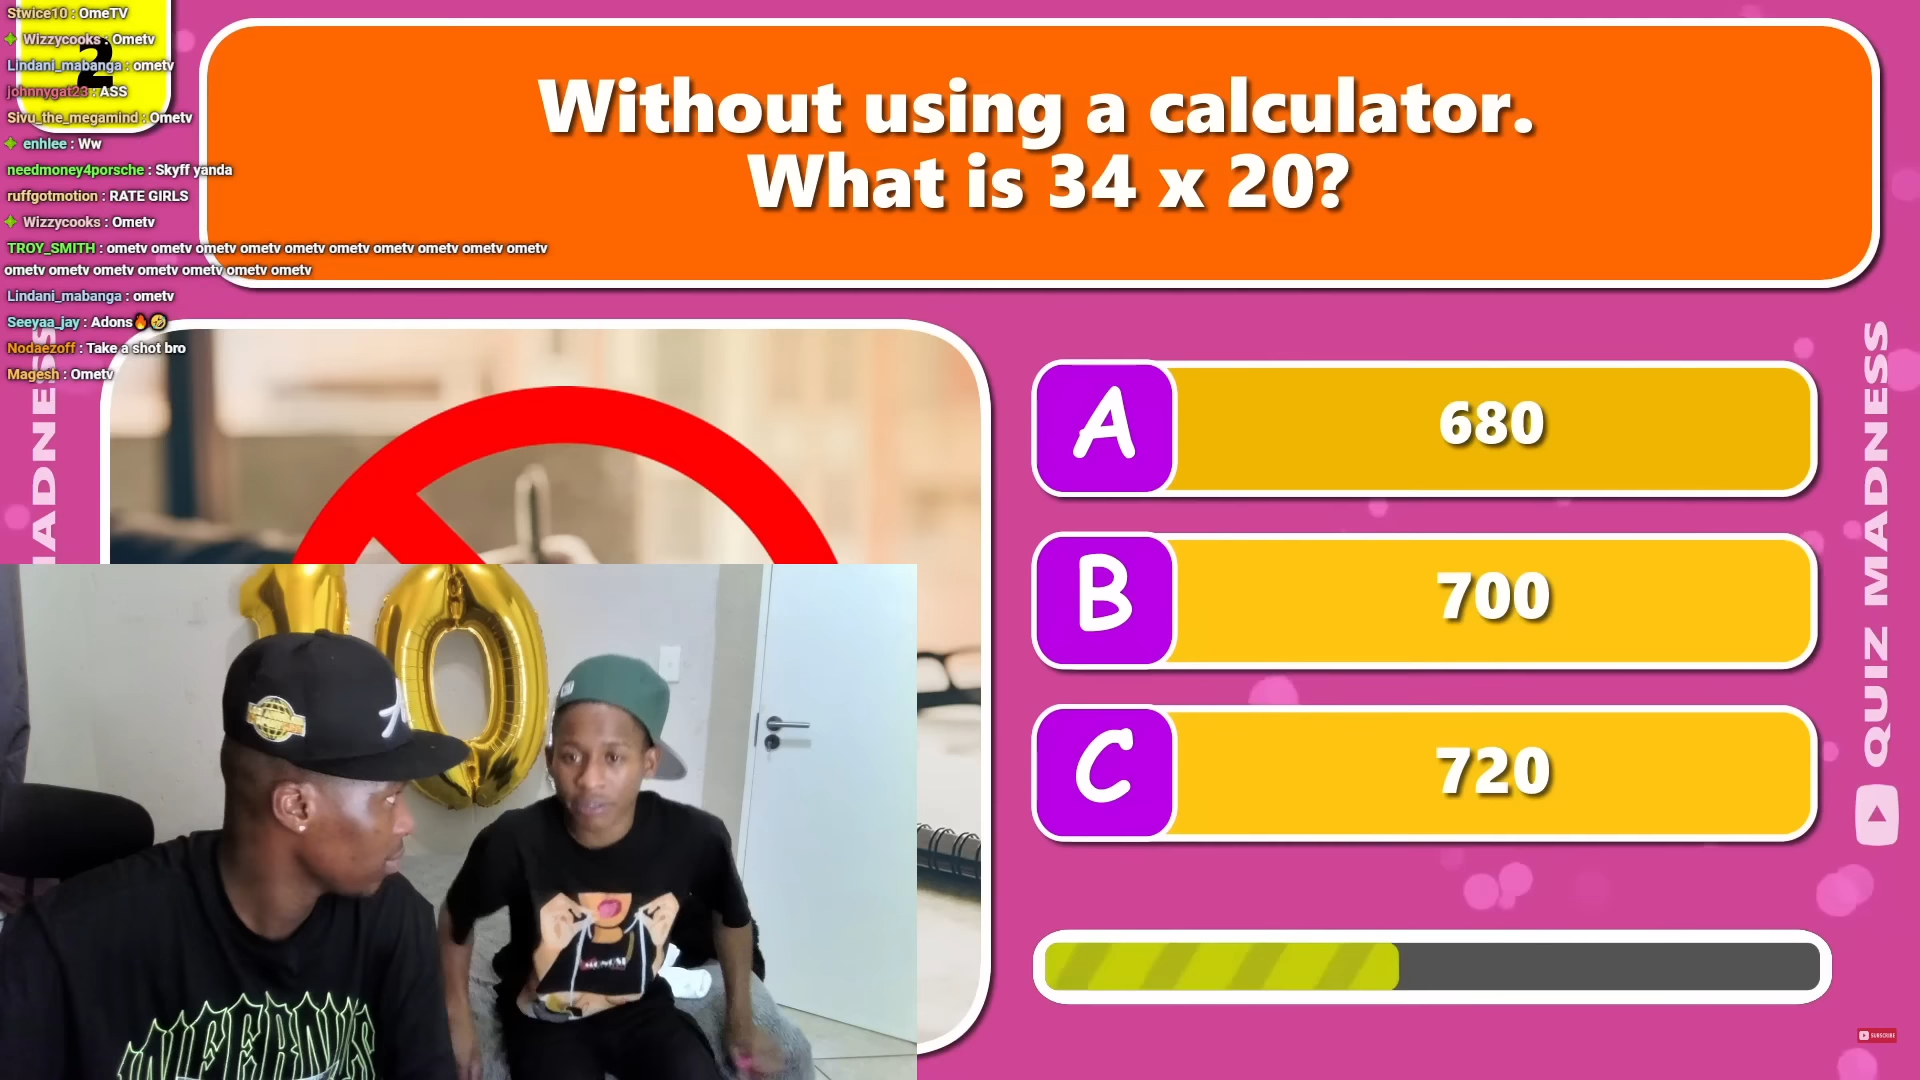 Stwice10 : OmeTV
Wizzycooks : Ometv
Lindani_mabanga : ometv
johnnygat23 : ASS
Sivu_the_megamind : Ometv
enhlee : Ww
needmoney4porsche : Skyff yanda
ruffgotmotion : RATE GIRLS
Wizzycooks : Ometv
TROY_SMITH : ometv ometv ometv ometv ometv ometv ometv ometv ometv ometv
ometv ometv ometv ometv ometv ometv ometv
Lindani_mabanga : ometv
Seeyaa_jay : Adons🔥🤣
Nodaezoff : Take a shot bro
Magesh : Ometv
2
Without using a calculator.
What is 34 x 20?
A 680
B 700
C 720
QUIZ MADNESS
SUBSCRIBE